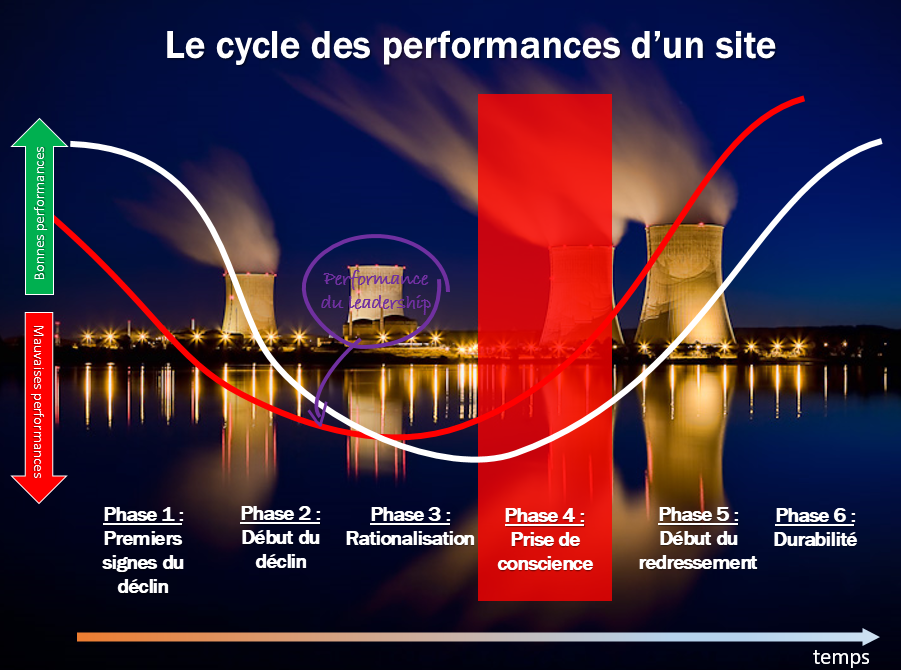 Le cycle des performances d’un site
Bonnes performances
Mauvaises performances
Performance
du leadership
Phase 1 :
Premiers
signes du
déclin
Phase 2 :
Début du
déclin
Phase 3 :
Rationalisation
Phase 4 :
Prise de
conscience
Phase 5 :
Début du
redressement
Phase 6 :
Durabilité
temps